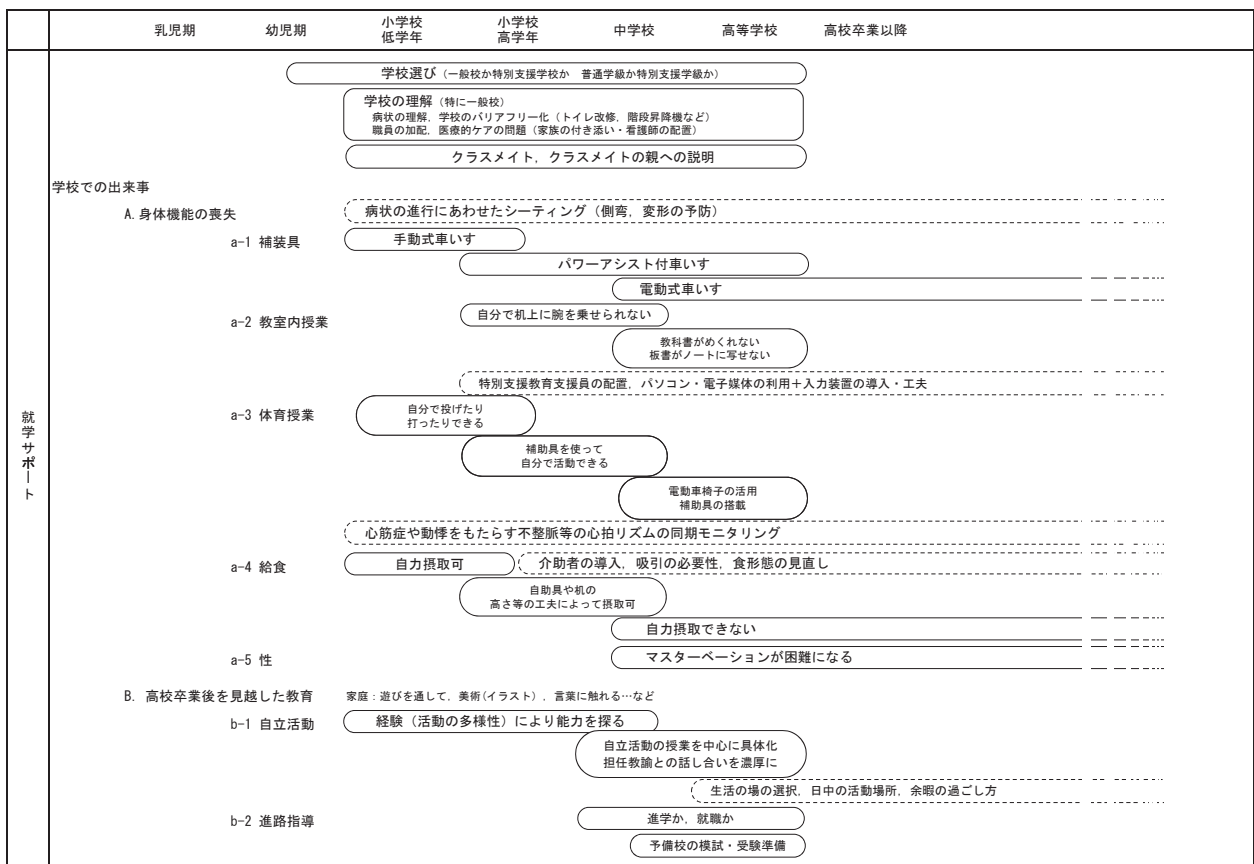 乳児期 幼児期 小学校 低学年 小学校 高学年 中学校 高等学校 高校卒業以降
就学サポート
学校選び（一般校か特別支援学校か　普通学級か特別支援学級か）
学校の理解（特に一般校）
病状の理解，学校のバリアフリー化（トイレ改修，階段昇降機など）
職員の加配，医療的ケアの問題（家族の付き添い・看護師の配置）
クラスメイト，クラスメイトの親への説明
学校での出来事
A.身体機能の喪失
病状の進行にあわせたシーティング（側弯，変形の予防）
a-1 補装具
手動式車いす
パワーアシスト付車いす
電動式車いす
a-2 教室内授業
自分で机上に腕を乗せられない
教科書がめくれない
板書がノートに写せない
特別支援教育支援員の配置，パソコン・電子媒体の利用＋入力装置の導入・工夫
a-3 体育授業
自分で投げたり
打ったりできる
補助具を使って
自分で活動できる
電動車椅子の活用
補助具の搭載
心筋症や動悸をもたらす不整脈等の心拍リズムの同期モニタリング
a-4 給食
自力摂取可
介助者の導入，吸引の必要性，食形態の見直し
自助具や机の
高さ等の工夫によって摂取可
自力摂取できない
a-5 性
マスターベーションが困難になる
B. 高校卒業後を見越した教育
家庭：遊びを通して，美術(イラスト)，言葉に触れる…など
b-1 自立活動
経験（活動の多様性）により能力を探る
自立活動の授業を中心に具体化
担任教諭との話し合いを濃厚に
生活の場の選択，日中の活動場所，余暇の過ごし方
b-2 進路指導
進学か，就職か
予備校の模試・受験準備